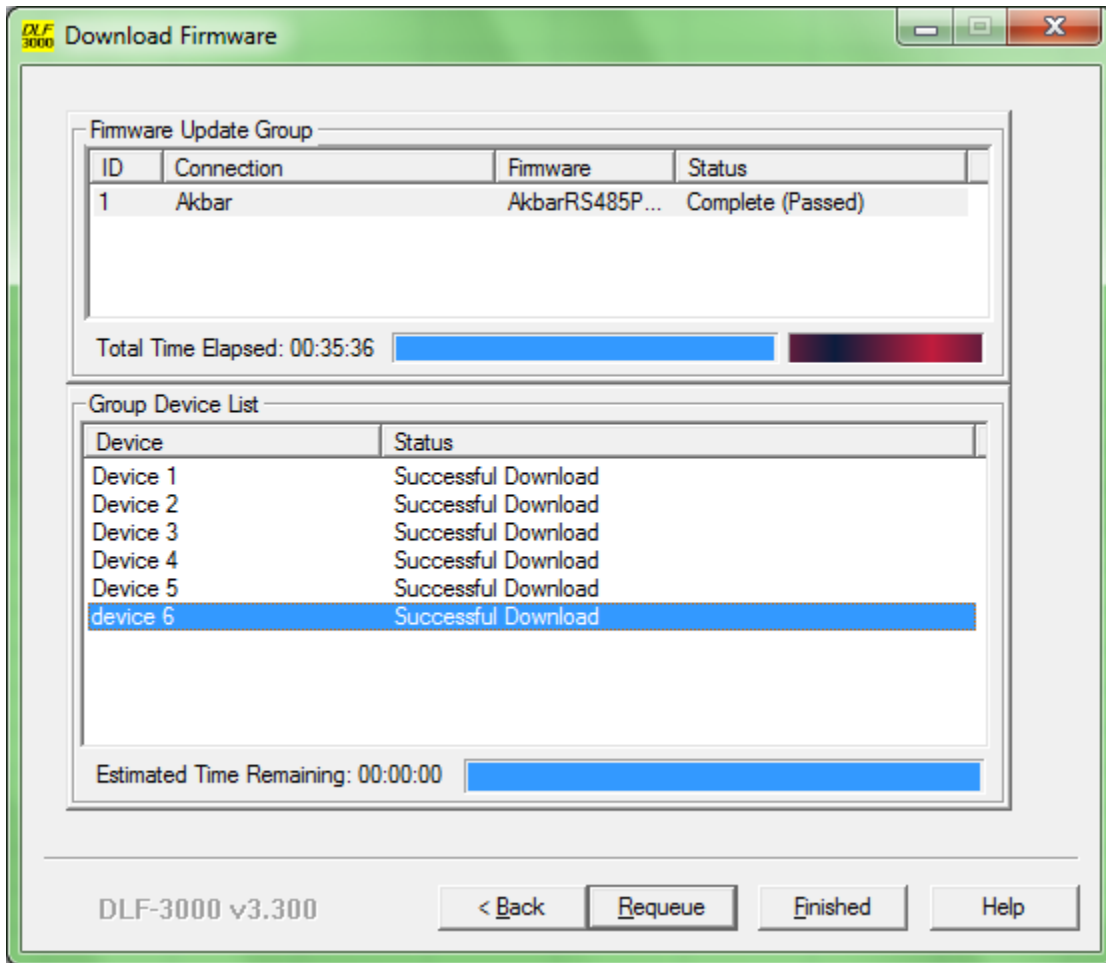 DLF 3000 Download Firmware
Firmware Update Group
ID Connection Firmware Status
1 Akbar AkbarRS485P... Complete (Passed)
Total Time Elapsed: 00:35:36
Group Device List
Device Status
Device 1 Successful Download
Device 2 Successful Download
Device 3 Successful Download
Device 4 Successful Download
Device 5 Successful Download
device 6 Successful Download
Estimated Time Remaining: 00:00:00
DLF-3000 v3.300 < Back Requeue Finished Help